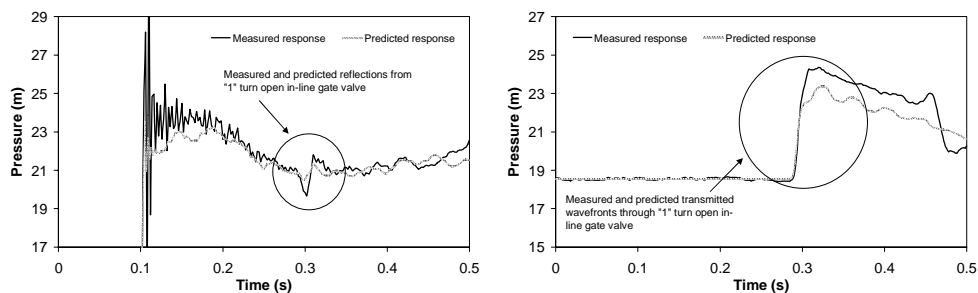 29
27
25
23
21
19
17
Pressure (m)
0
0.1
0.2
0.3
0.4
0.5
Time (s)
Measured response
Predicted response
Measured and predicted reflections from
"1" turn open in-line gate valve
23
21
19
17
15
Pressure (m)
0
0.1
0.2
0.3
0.4
0.5
Time (s)
27
25
Measured response
Predicted response
Measured and predicted transmitted
wavefronts through "1" turn open in-
line gate valve